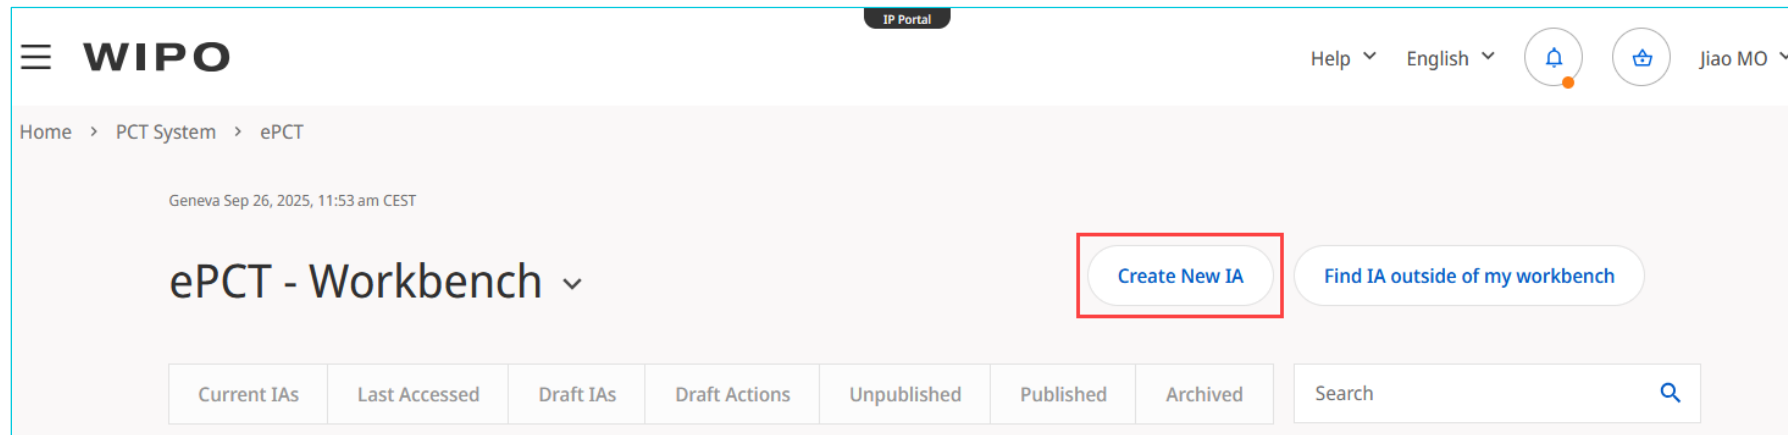 IP Portal
WIPO
Help English Jiao MO
Home > PCT System > ePCT
Geneva Sep 26, 2025, 11:53 am CEST
ePCT - Workbench
Create New IA
Find IA outside of my workbench
Current IAs Last Accessed Draft IAs Draft Actions Unpublished Published Archived Search